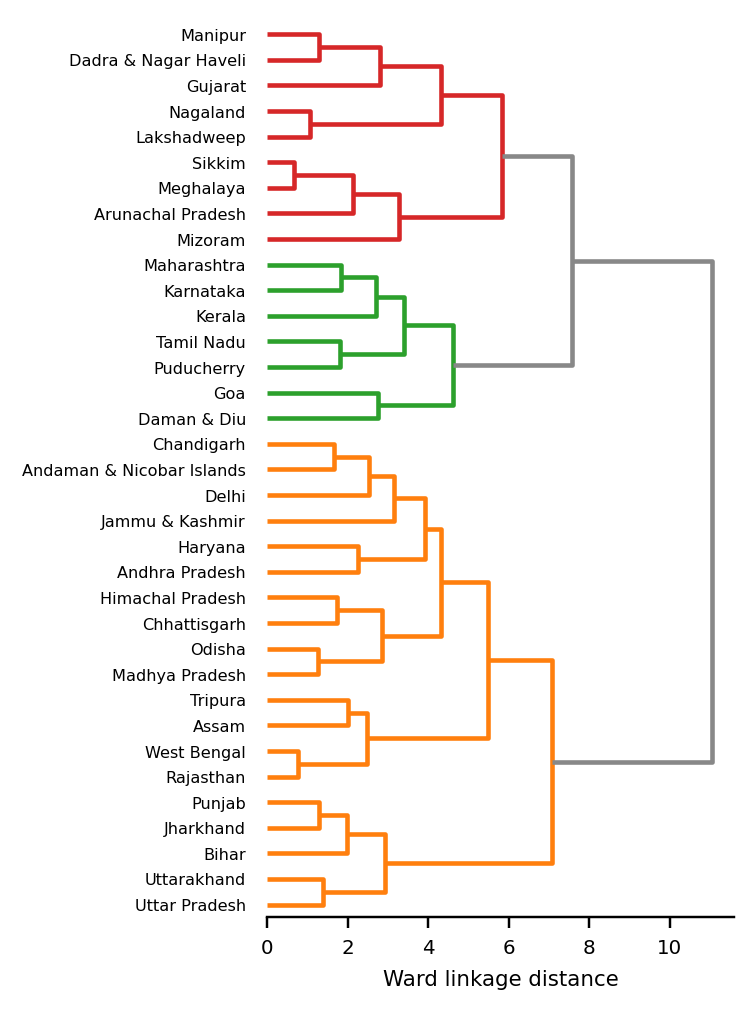 Manipur
Dadra & Nagar Haveli
Gujarat
Nagaland
Lakshadweep
Sikkim
Meghalaya
Arunachal Pradesh
Mizoram
Maharashtra
Karnataka
Kerala
Tamil Nadu
Puducherry
Goa
Daman & Diu
Chandigarh
Andaman & Nicobar Islands
Delhi
Jammu & Kashmir
Haryana
Andhra Pradesh
Himachal Pradesh
Chhattisgarh
Odisha
Madhya Pradesh
Tripura
Assam
West Bengal
Rajasthan
Punjab
Jharkhand
Bihar
Uttarakhand
Uttar Pradesh
0 2 4 6 8 10
Ward linkage distance